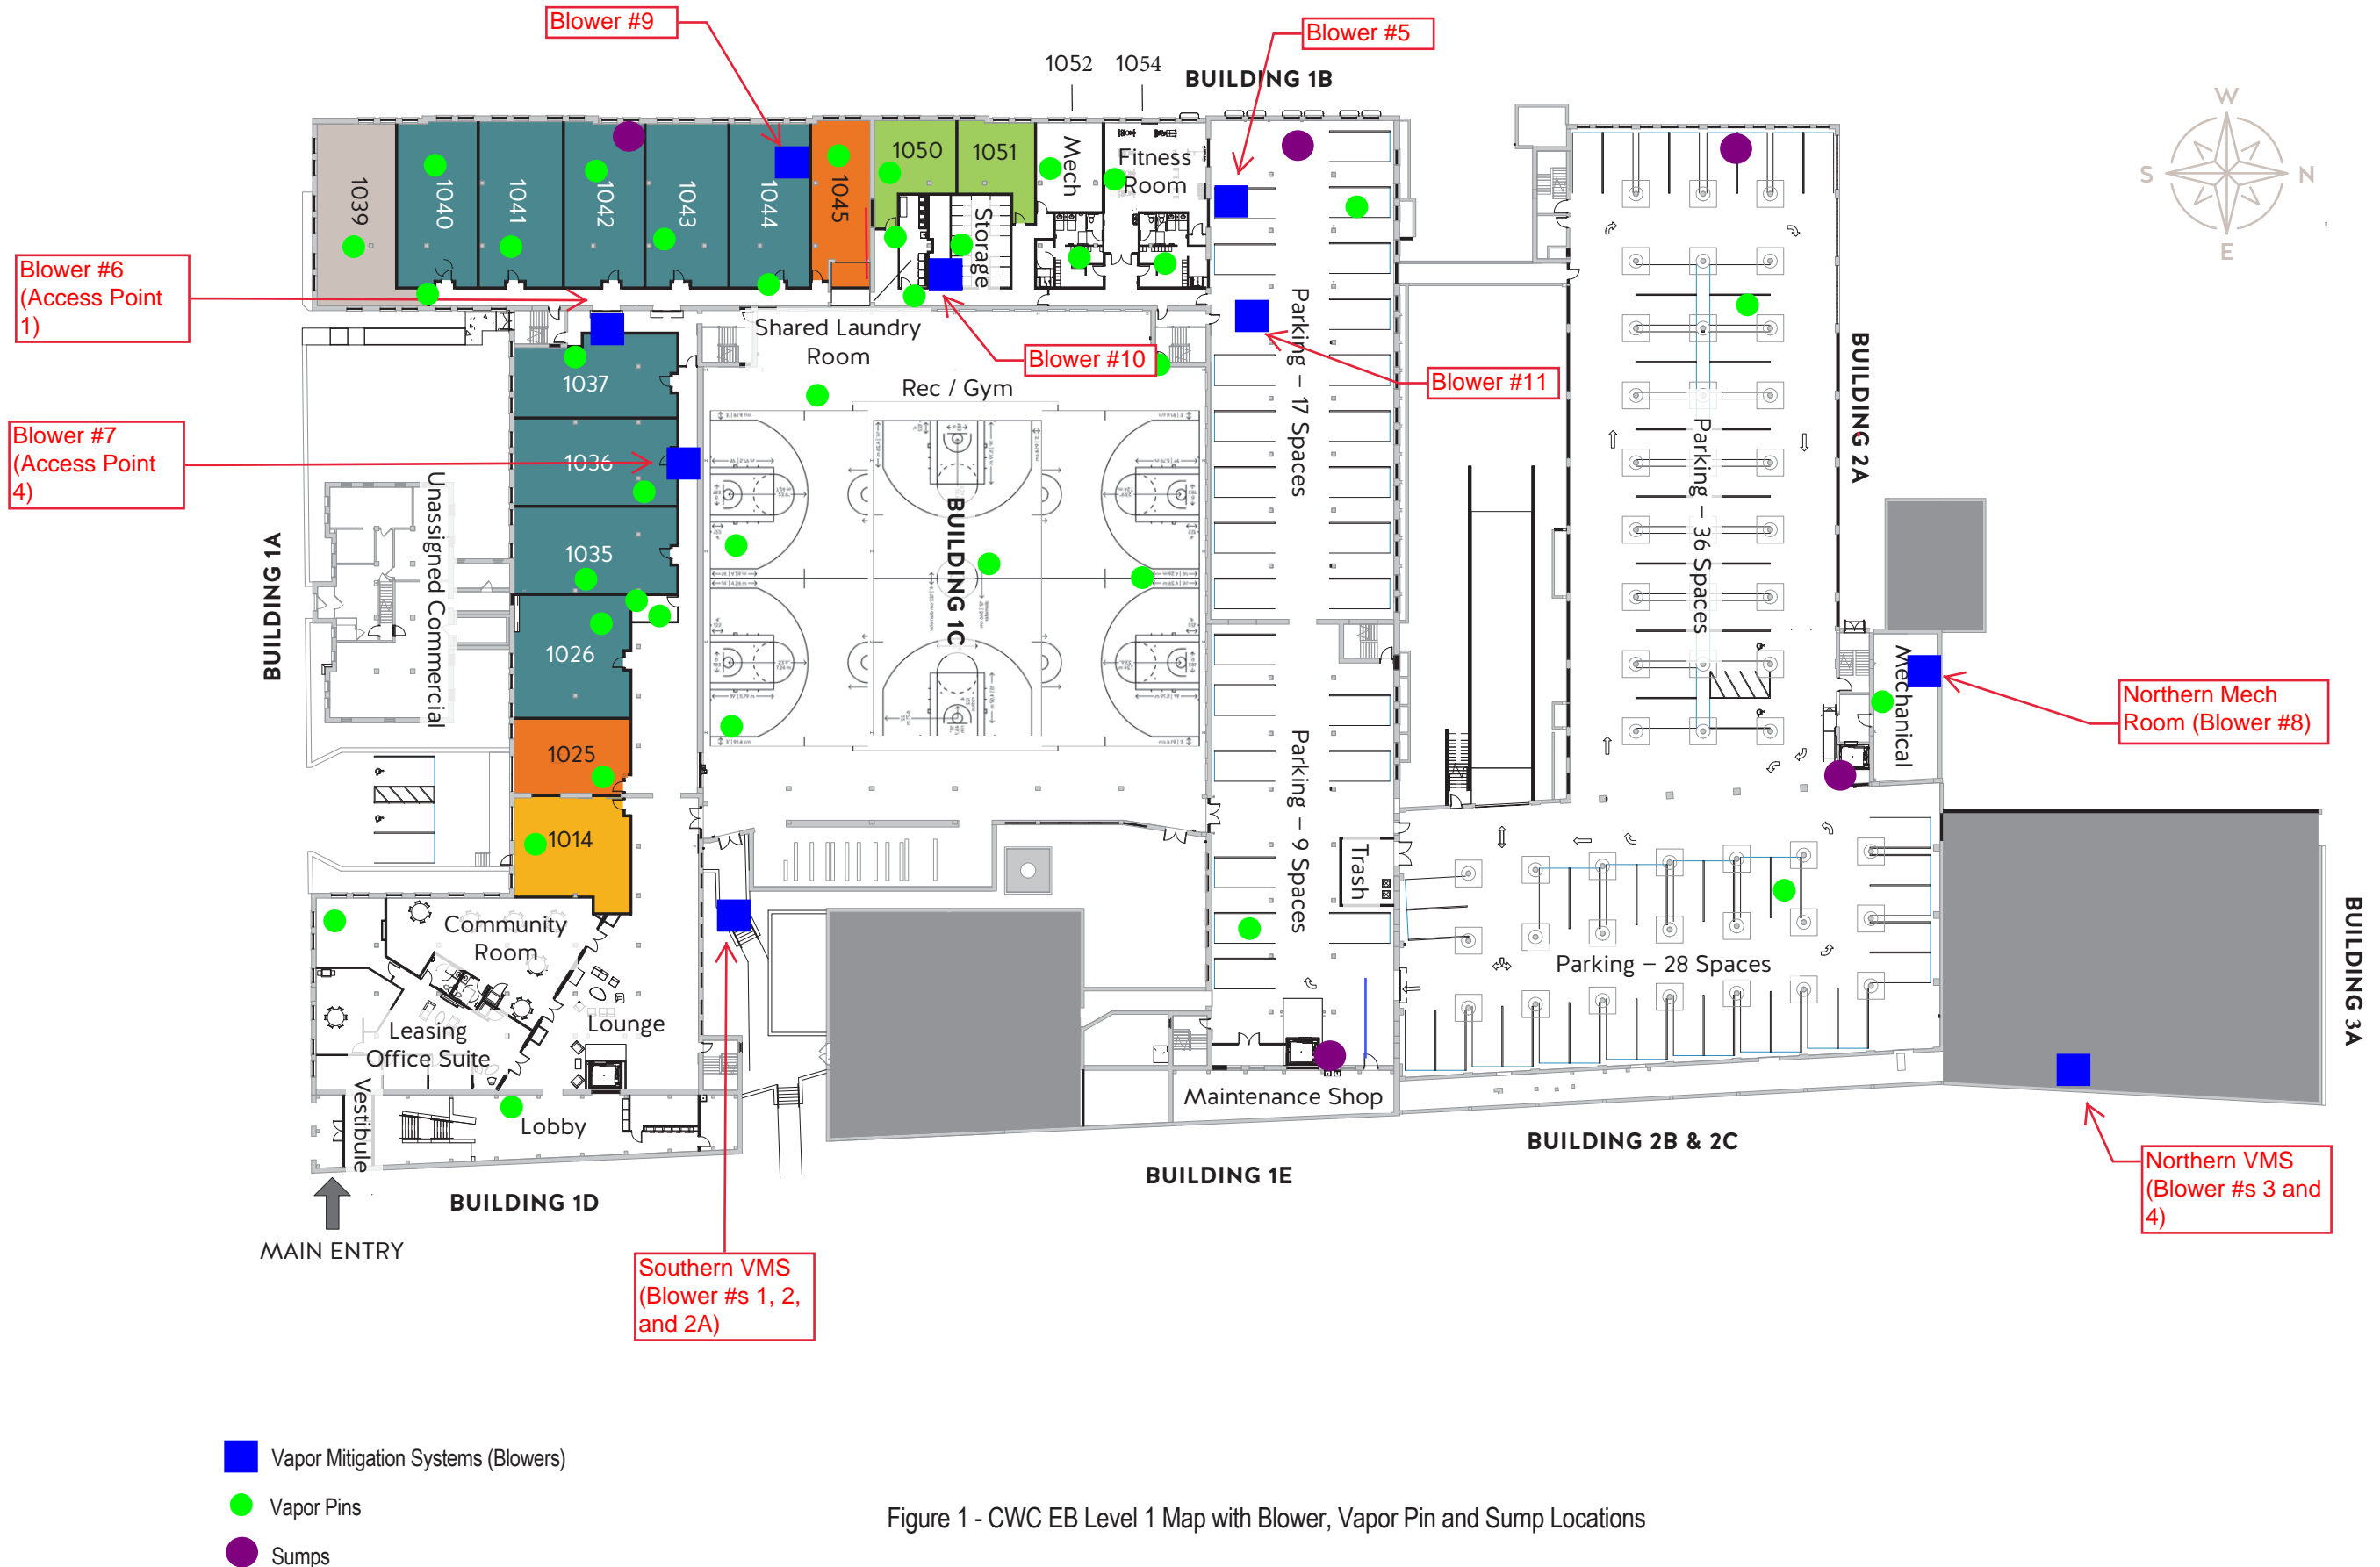 Blower #9
Blower #5
1052
1054
BUILDING 1B
W
S
N
E
1039
1040
1041
1042
1043
1044
1045
1050
1051
Mech
Fitness
Room
Storage
Blower #6
(Access Point
1)
Shared Laundry
Room
Blower #10
Rec / Gym
Blower #11
Parking – 17 Spaces
Parking – 36 Spaces
BUILDING 2A
1037
Blower #7
(Access Point
4)
1036
1035
Unassigned Commercial
BUILDING 1A
BUILDING 1C
1026
1025
1014
Mechanical
Northern Mech
Room (Blower #8)
Parking – 9 Spaces
Trash
Community
Room
Leasing
Office Suite
Lounge
Parking – 28 Spaces
BUILDING 3A
Vestibule
Lobby
Maintenance Shop
BUILDING 2B & 2C
BUILDING 1E
BUILDING 1D
MAIN ENTRY
Northern VMS
(Blower #s 3 and
4)
Southern VMS
(Blower #s 1, 2,
and 2A)
Vapor Mitigation Systems (Blowers)
Vapor Pins
Sumps
Figure 1 - CWC EB Level 1 Map with Blower, Vapor Pin and Sump Locations